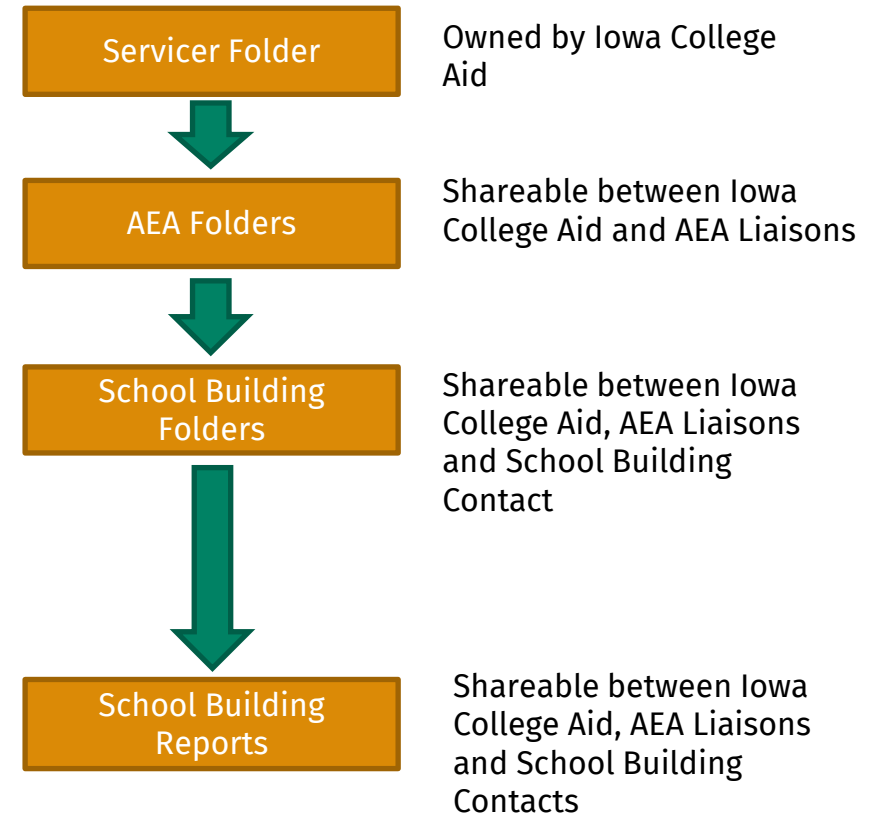 Servicer Folder
Owned by Iowa College
Aid
AEA Folders
Shareable between Iowa
College Aid and AEA Liaisons
School Building
Folders
Shareable between Iowa
College Aid, AEA Liaisons
and School Building
Contact
School Building
Reports
Shareable between Iowa
College Aid, AEA Liaisons
and School Building
Contacts